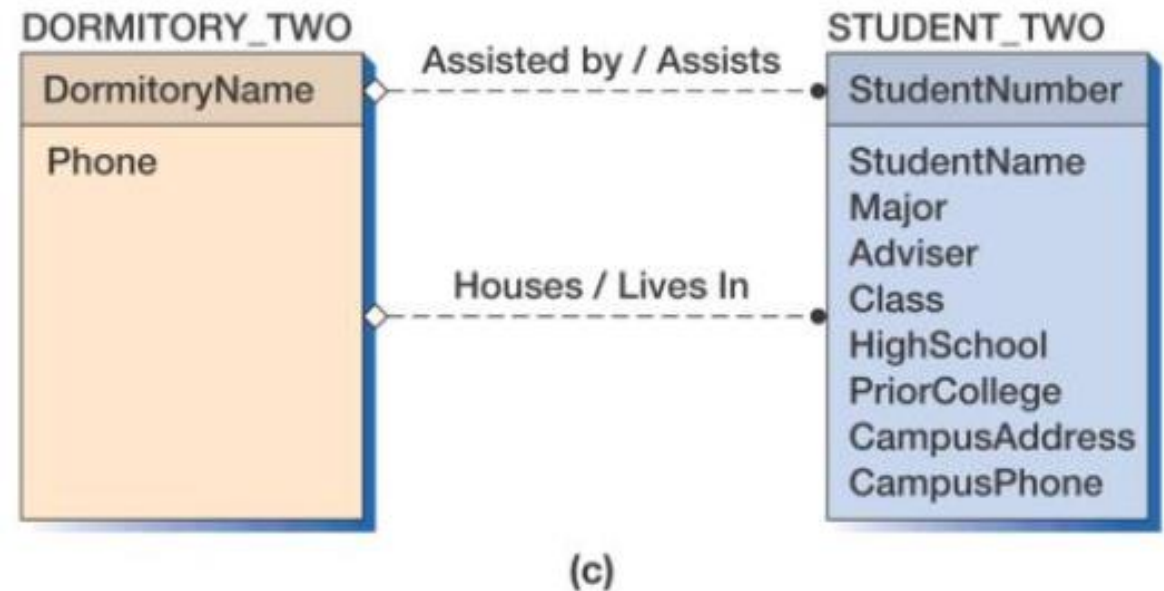 DORMITORY_TWO
DormitoryName
Phone
Assisted by / Assists
Houses / Lives In
STUDENT_TWO
StudentNumber
StudentName
Major
Adviser
Class
HighSchool
PriorCollege
CampusAddress
CampusPhone
(c)